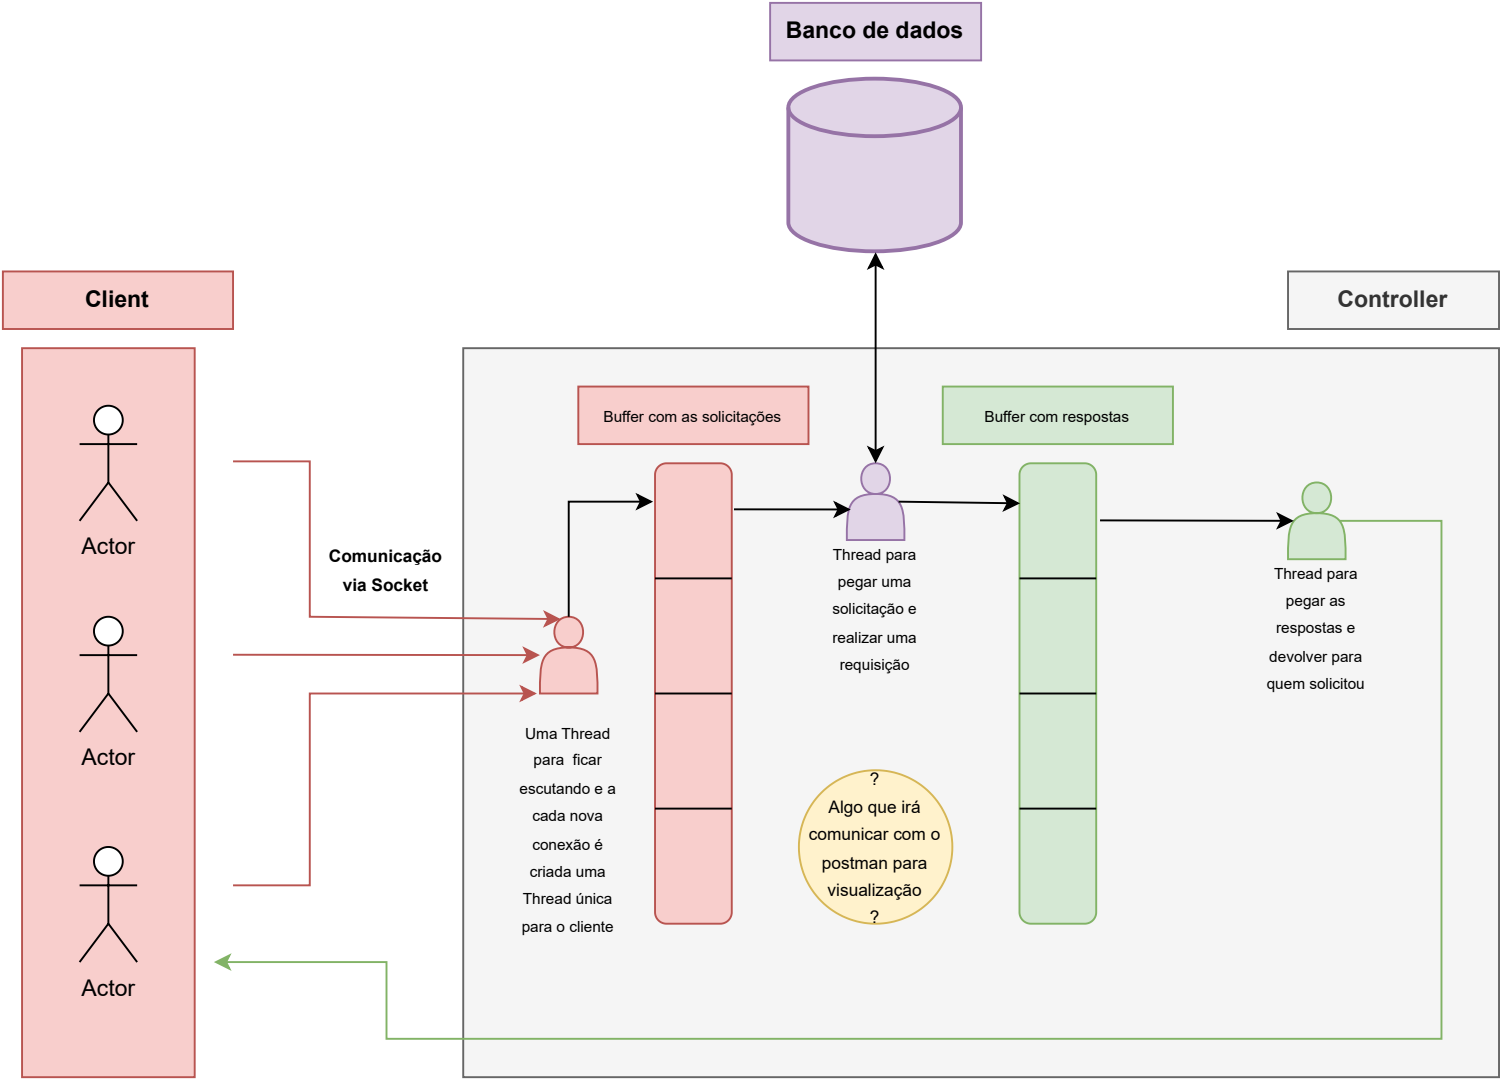 Banco de dados
Client
Controller
Buffer com as solicitações
Buffer com respostas
Actor
Comunicação
via Socket
Thread para
pegar uma
solicitação e
realizar uma
requisição
Thread para
pegar as
respostas e
devolver para
quem solicitou
Actor
Uma Thread
para ficar
escutando e a
cada nova
conexão é
criada uma
Thread única
para o cliente
?
Algo que irá
comunicar com o
postman para
visualização
?
Actor